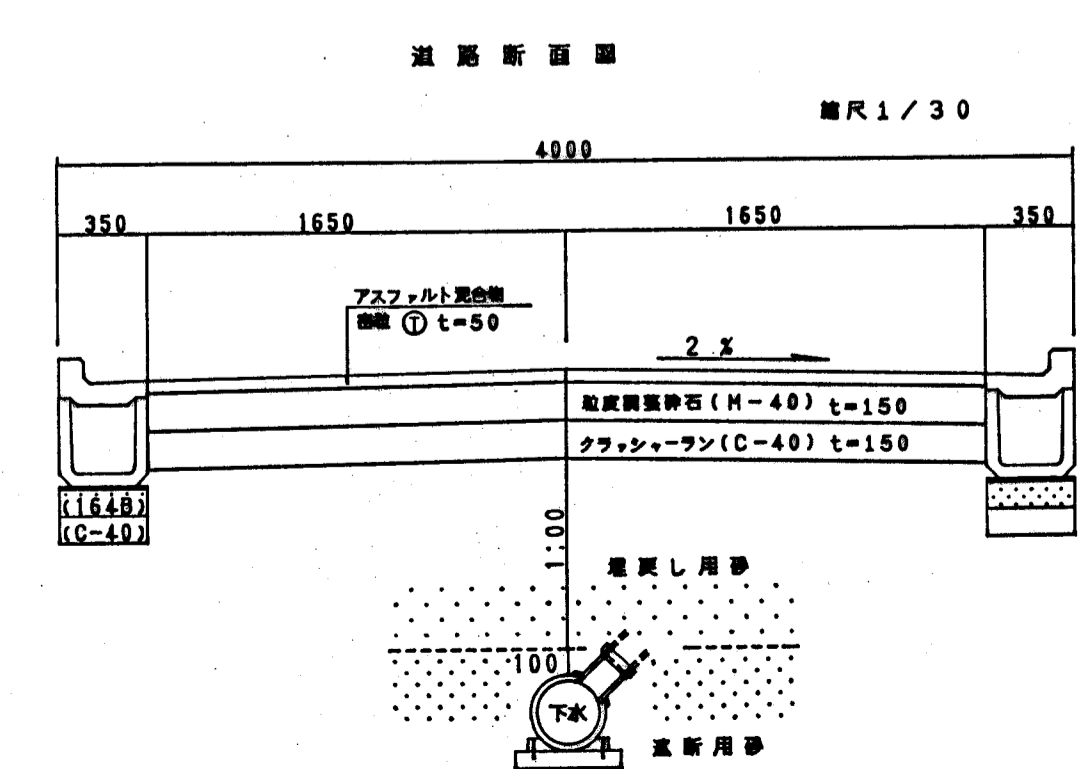 道路断面図
縮尺1/30
4000
350 1650 1650 350
アスファルト混合物
密粒 Ⓣ t=50
2 %
粒度調整砕石(M-40) t=150
クラッシャーラン(C-40) t=150
(164B)
(C-40)
埋戻し用砂
100
下水
遮断用砂